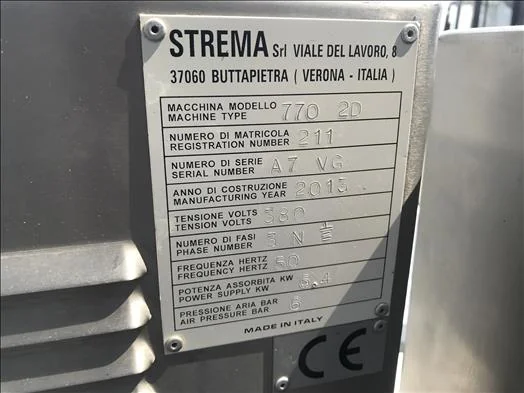 STREMA Srl VIALE DEL LAVORO, 8
37060 BUTTAPIETRA ( VERONA - ITALIA )
MACCHINA MODELLO
MACHINE TYPE 770 2D
NUMERO DI MATRICOLA
REGISTRATION NUMBER 211
NUMERO DI SERIE
SERIAL NUMBER A7 VG
ANNO DI COSTRUZIONE
MANUFACTURING YEAR 2013
TENSIONE VOLTS
TENSION VOLTS 380
NUMERO DI FASI
PHASE NUMBER 3 N ⏚
FREQUENZA HERTZ
FREQUENCY HERTZ 50
POTENZA ASSORBITA KW
POWER SUPPLY KW 5,4
PRESSIONE ARIA BAR
AIR PRESSURE BAR 6
MADE IN ITALY
CE